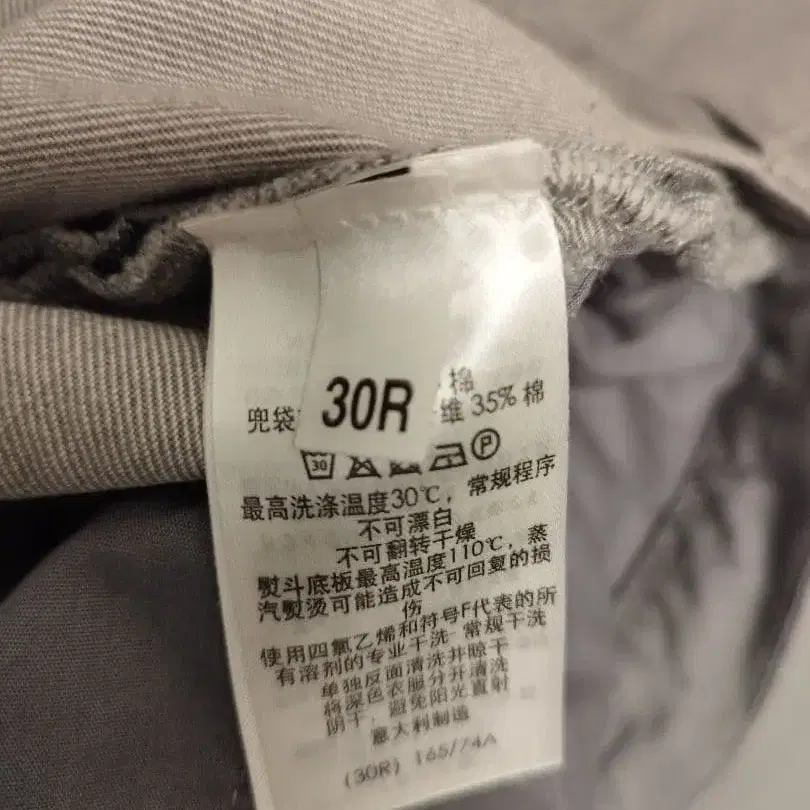 30R
棉
兜袋
维 35% 棉
30
P
最高洗涤温度30℃，常规程序
不可漂白
不可翻转干燥
熨斗底板最高温度110℃，蒸
汽熨烫可能造成不可回复的损
伤
使用四氯乙烯和符号F代表的所
有溶剂的专业干洗-常规干洗
单独反面清洗并晾干
将深色衣服分开清洗
阴干，避免阳光直射
意大利制造
(30R) 165/74A